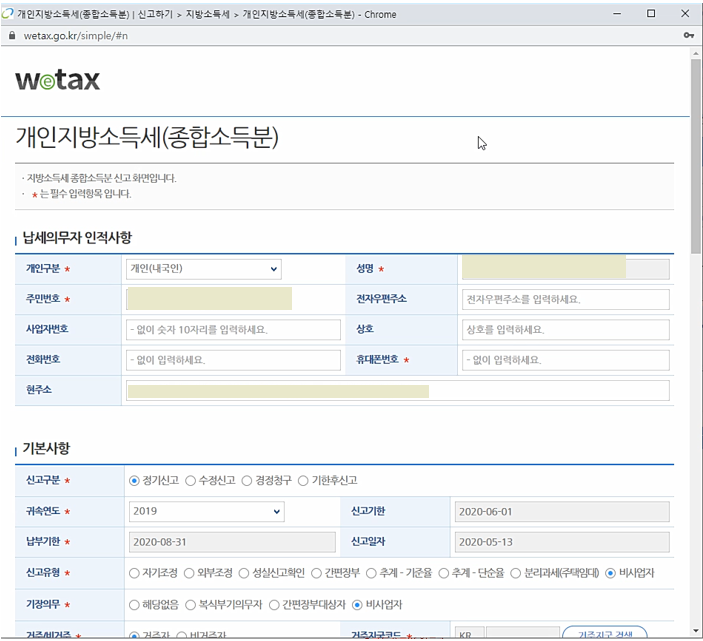 개인지방소득세(종합소득분) | 신고하기 > 지방소득세 > 개인지방소득세(종합소득분) - Chrome
wetax.go.kr/simple/#n
wetax
개인지방소득세(종합소득분)
· 지방소득세 종합소득분 신고 화면입니다.
· * 는 필수 입력항목 입니다.
납세의무자 인적사항
개인구분 * 개인(내국인) 성명 *
주민번호 * 전자우편주소 전자우편주소를 입력하세요.
사업자번호 - 없이 숫자 10자리를 입력하세요. 상호 상호를 입력하세요.
전화번호 - 없이 입력하세요. 휴대폰번호 * - 없이 입력하세요.
현주소
기본사항
신고구분 * 정기신고 수정신고 경정청구 기한후신고
귀속연도 * 2019 신고기한 2020-06-01
납부기한 * 2020-08-31 신고일자 2020-05-13
신고유형 * 자기조정 외부조정 성실신고확인 간편장부 추계 - 기준율 추계 - 단순율 분리과세(주택임대) 비사업자
기장의무 * 해당없음 복식부기의무자 간편장부대상자 비사업자
거주/비거주 * 거주자 비거주자 거주지국코드 * KR 거주지국 검색